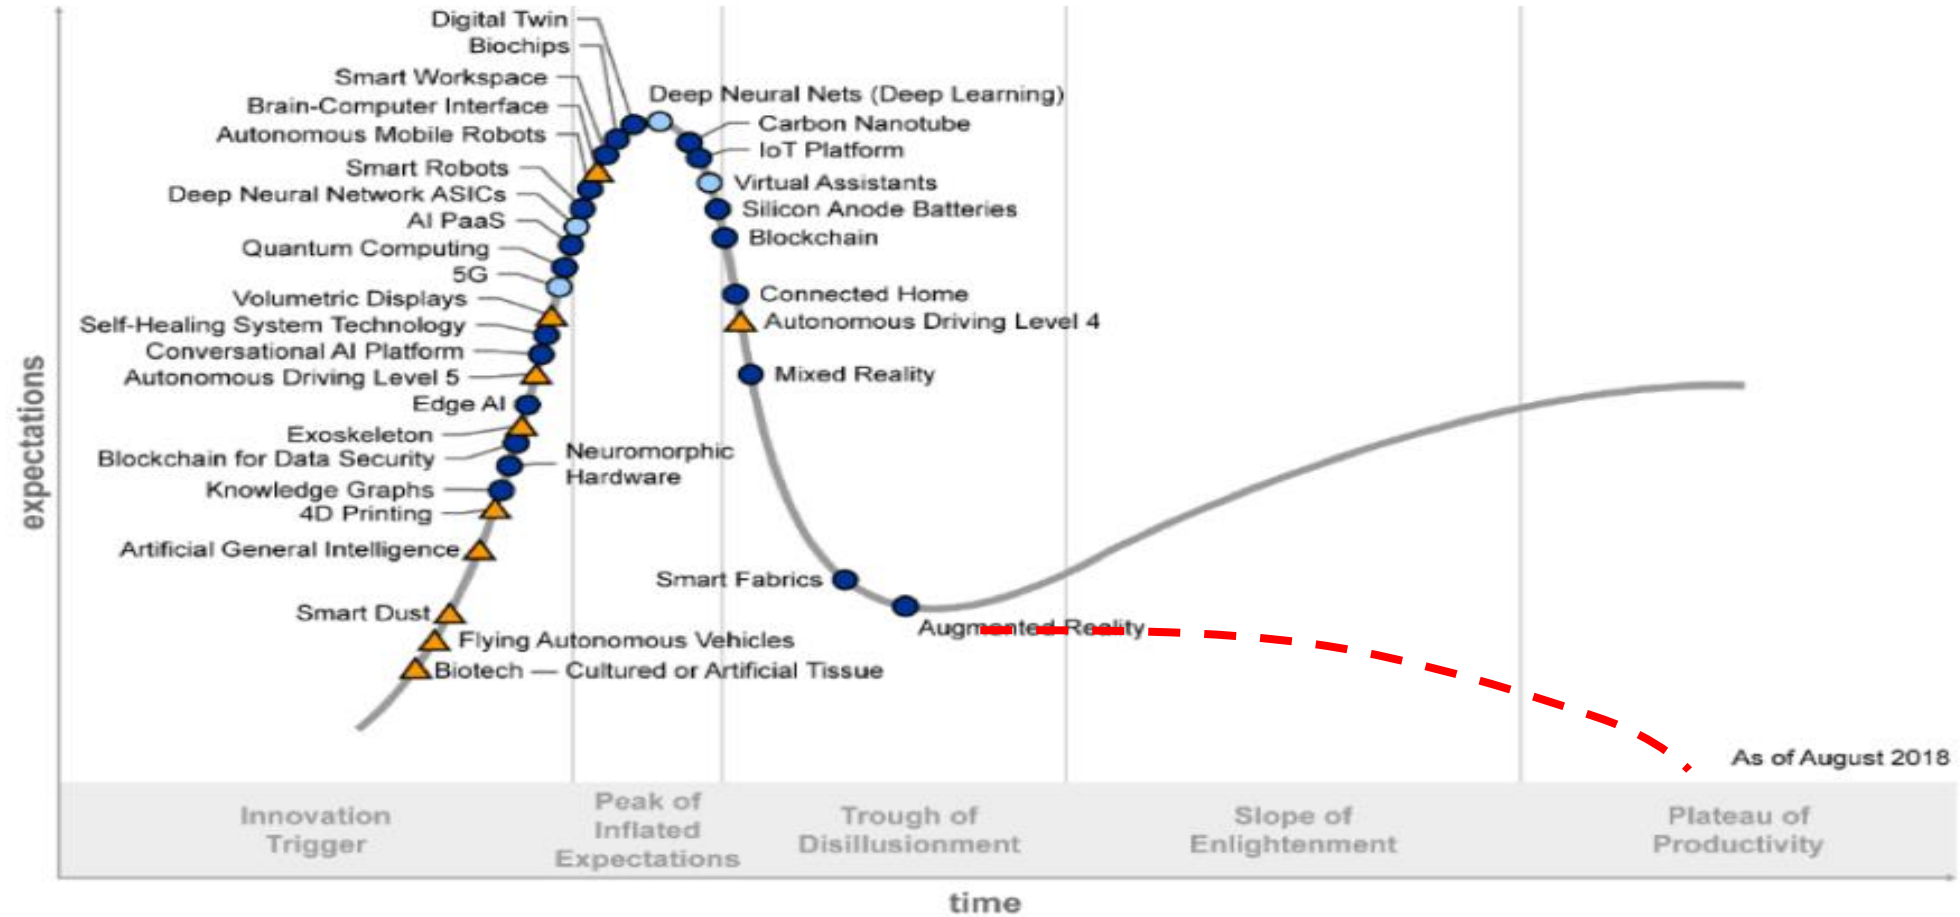 Digital Twin
Biochips
Smart Workspace
Brain-Computer Interface
Autonomous Mobile Robots
Smart Robots
Deep Neural Network ASICs
AI PaaS
Quantum Computing
5G
Volumetric Displays
Self-Healing System Technology
Conversational AI Platform
Autonomous Driving Level 5
Edge AI
Exoskeleton
Blockchain for Data Security
Neuromorphic
Hardware
Knowledge Graphs
4D Printing
Artificial General Intelligence
Smart Dust
Flying Autonomous Vehicles
Biotech — Cultured or Artificial Tissue
Deep Neural Nets (Deep Learning)
Carbon Nanotube
IoT Platform
Virtual Assistants
Silicon Anode Batteries
Blockchain
Connected Home
Autonomous Driving Level 4
Mixed Reality
Smart Fabrics
Augmented Reality
As of August 2018
expectations
Innovation
Trigger
Peak of
Inflated
Expectations
Trough of
Disillusionment
Slope of
Enlightenment
Plateau of
Productivity
time